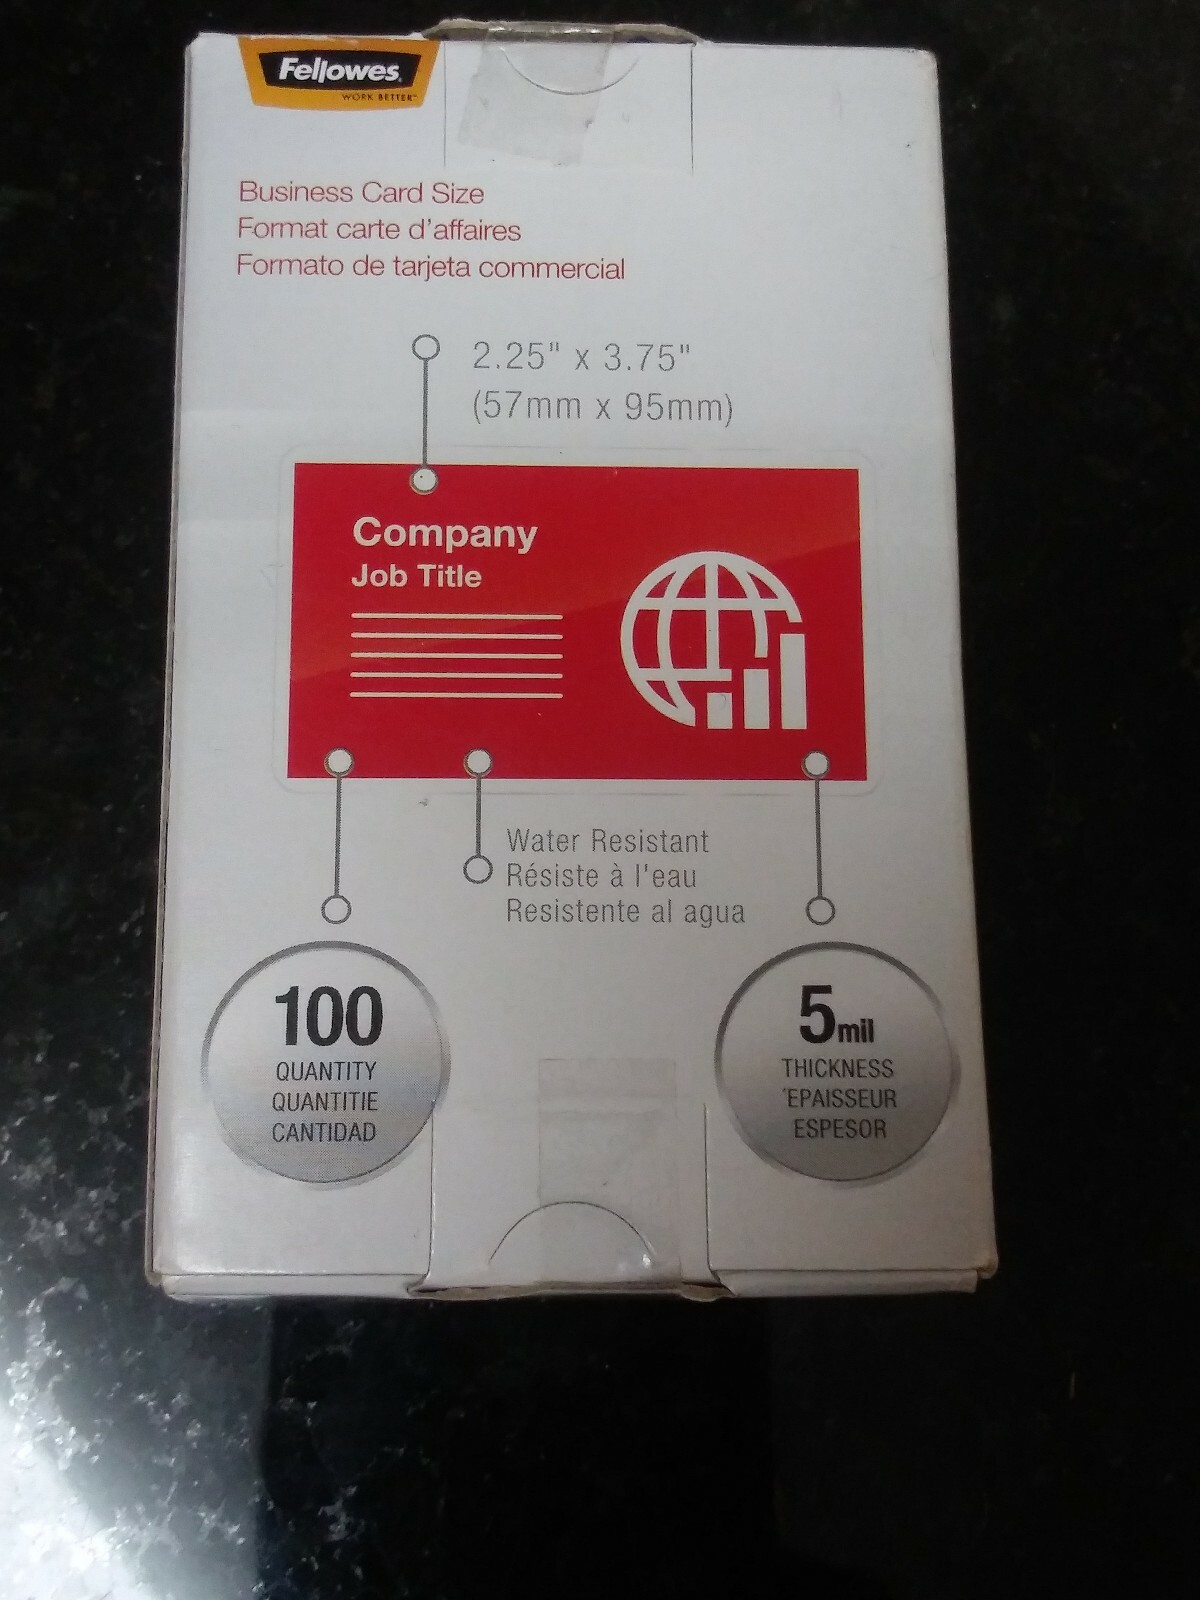 Fellowes
WORK BETTER™
Business Card Size
Format carte d'affaires
Formato de tarjeta commercial
2.25" x 3.75"
(57mm x 95mm)
Company
Job Title
Water Resistant
Résiste à l'eau
Resistente al agua
100
QUANTITY
QUANTITIE
CANTIDAD
5mil
THICKNESS
'EPAISSEUR
ESPESOR